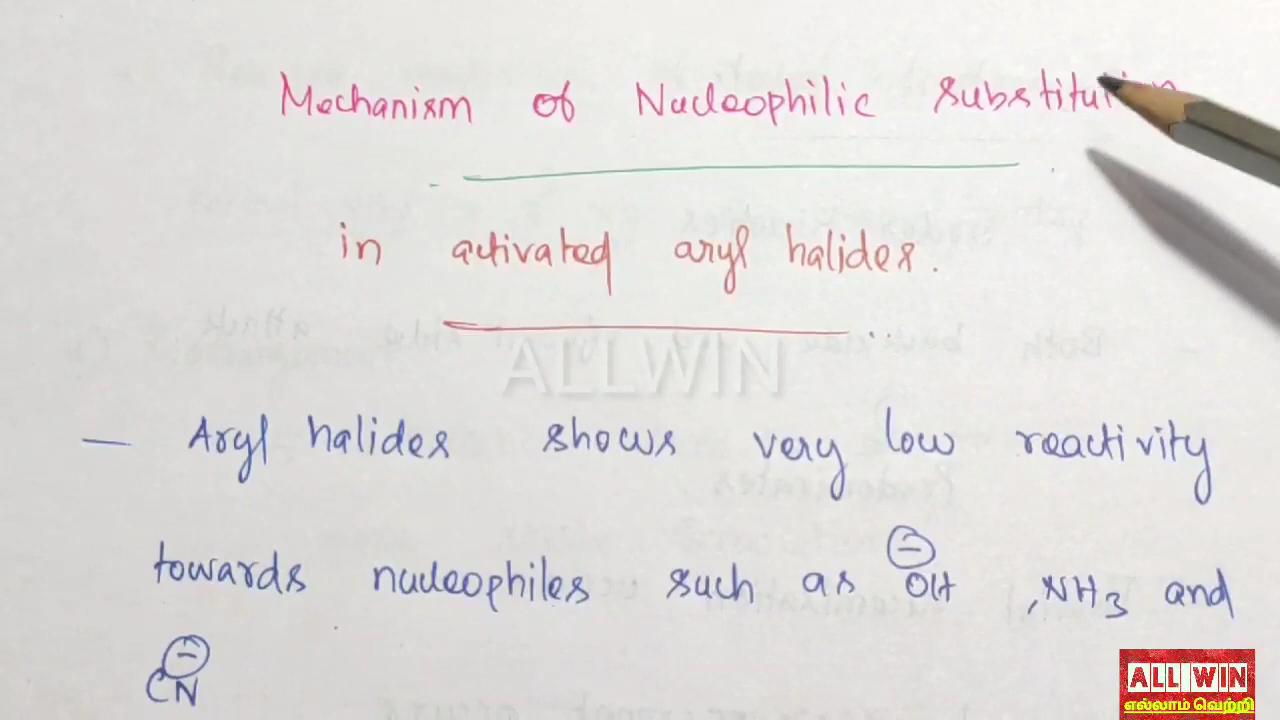 Mechanism of Nucleophilic Substitution
in activated aryl halides.
ALLWIN
– Aryl halides shows very low reactivity
towards nucleophiles such as ⊖OH, NH3 and
CN⊖
ALL WIN
எல்லாம் வெற்றி